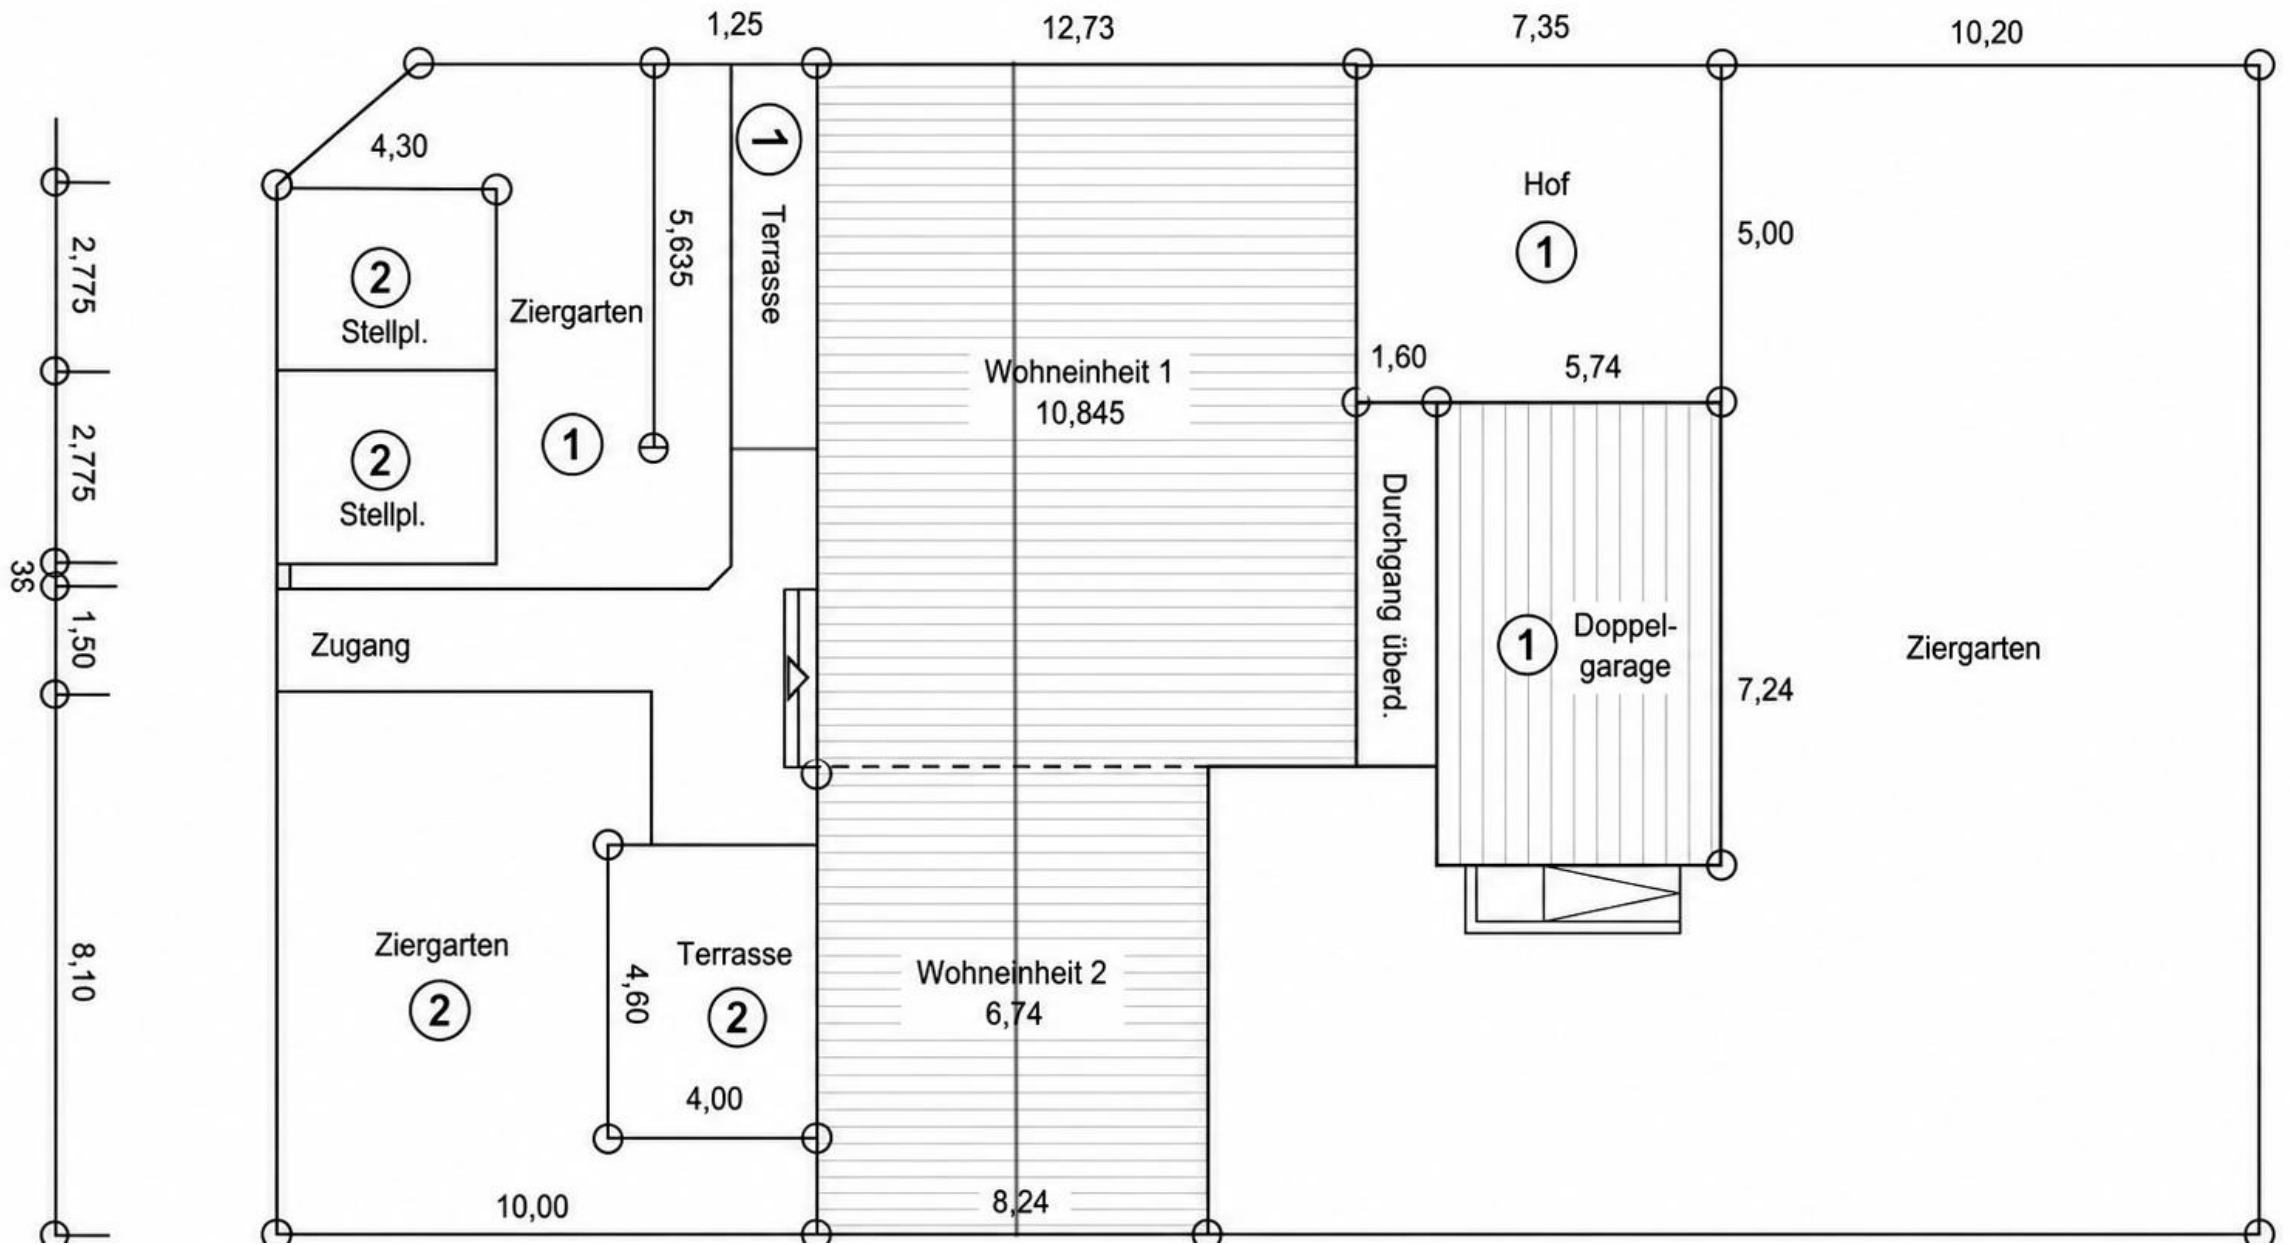 1,25
12,73
7,35
10,20
4,30
1
2,775
2
Stellpl.
Ziergarten
5,635
Terrasse
Hof
1
5,00
Wohneinheit 1
10,845
1,60
5,74
2,775
2
Stellpl.
1
Durchgang überd.
1
Doppel-
garage
7,24
Ziergarten
1,50
Zugang
8,10
Ziergarten
2
4,60
Terrasse
2
4,00
Wohneinheit 2
6,74
10,00
8,24